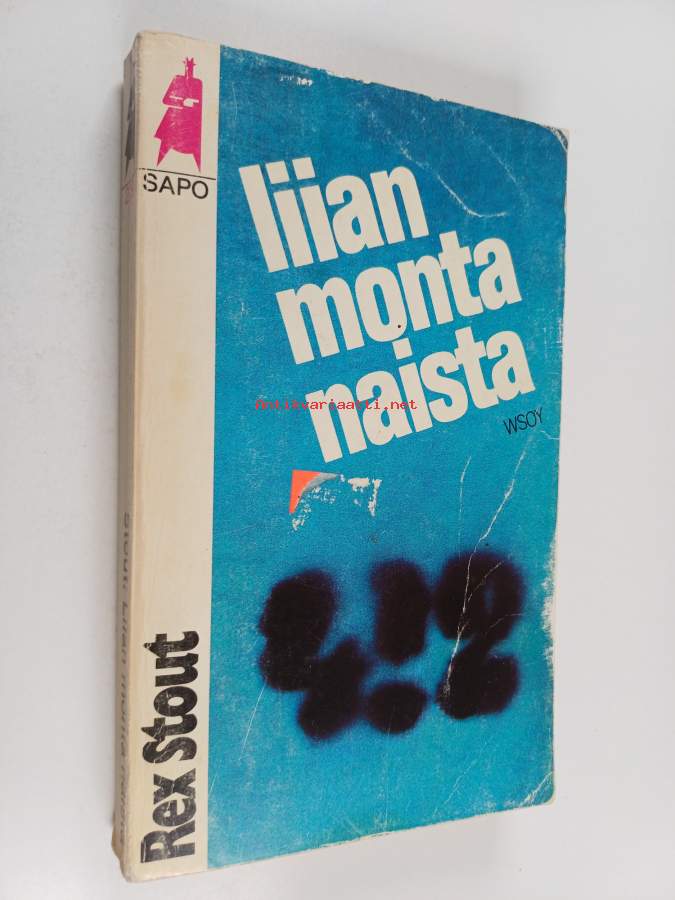 SAPO
liian
monta
naista
WSOY
antikvariaatti.net
Rex Stout
Stout: Liian monta naista